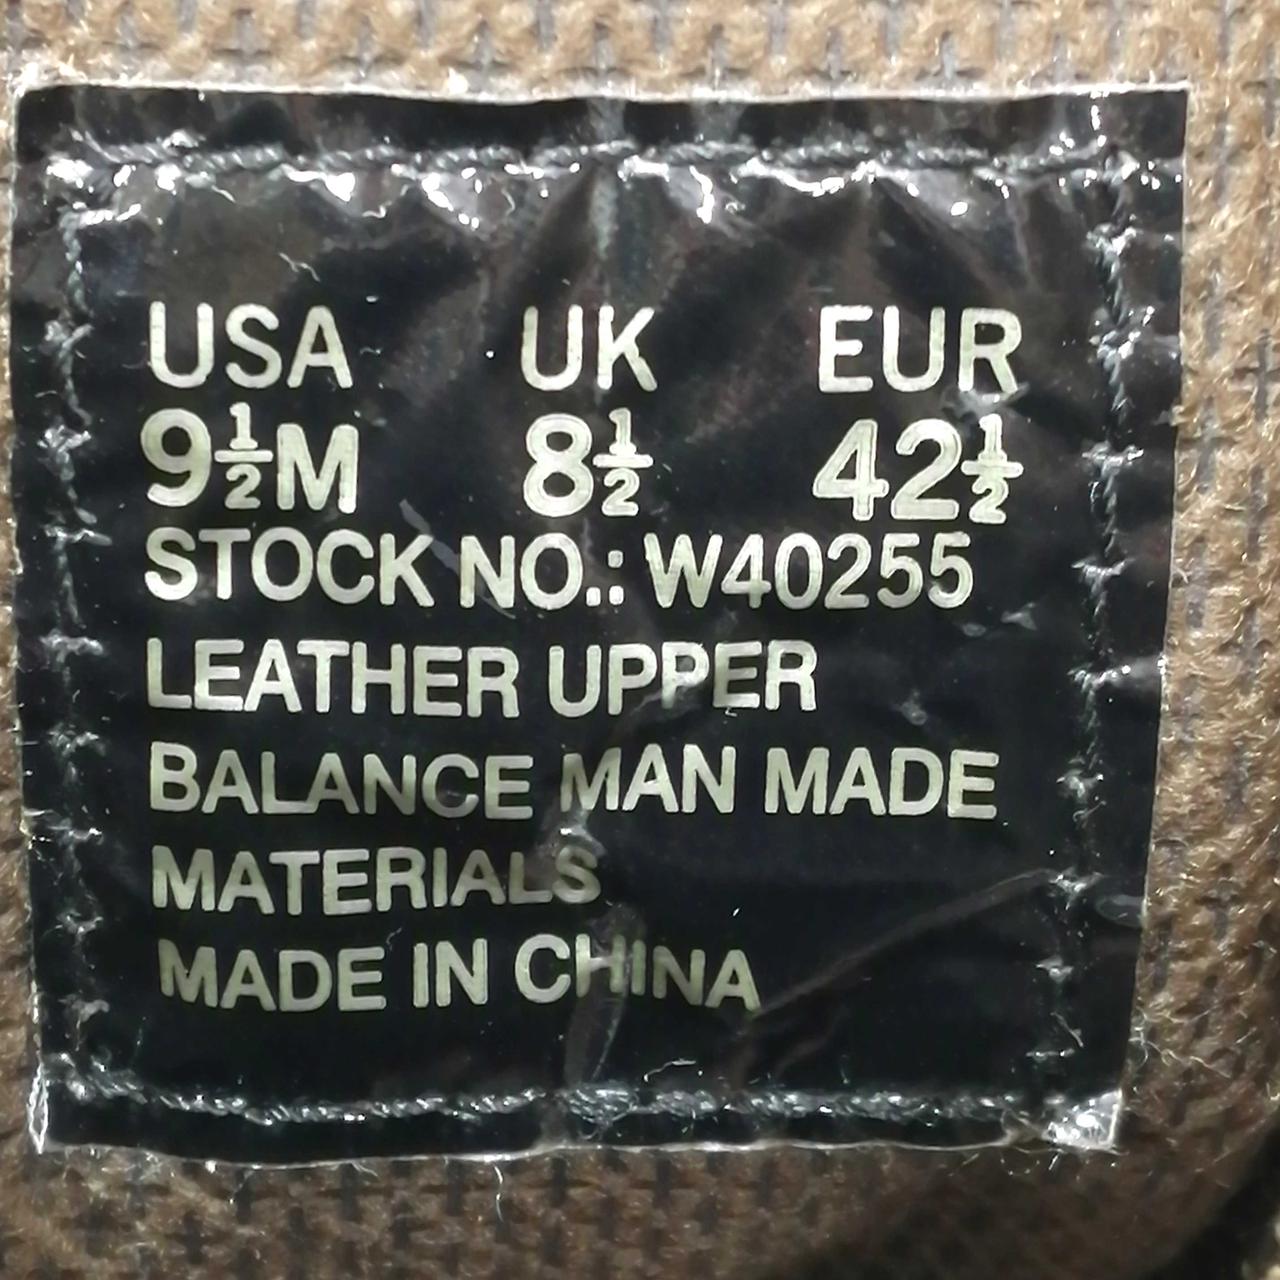 USA UK EUR
9½M 8½ 42½
STOCK NO.: W40255
LEATHER UPPER
BALANCE MAN MADE
MATERIALS
MADE IN CHINA